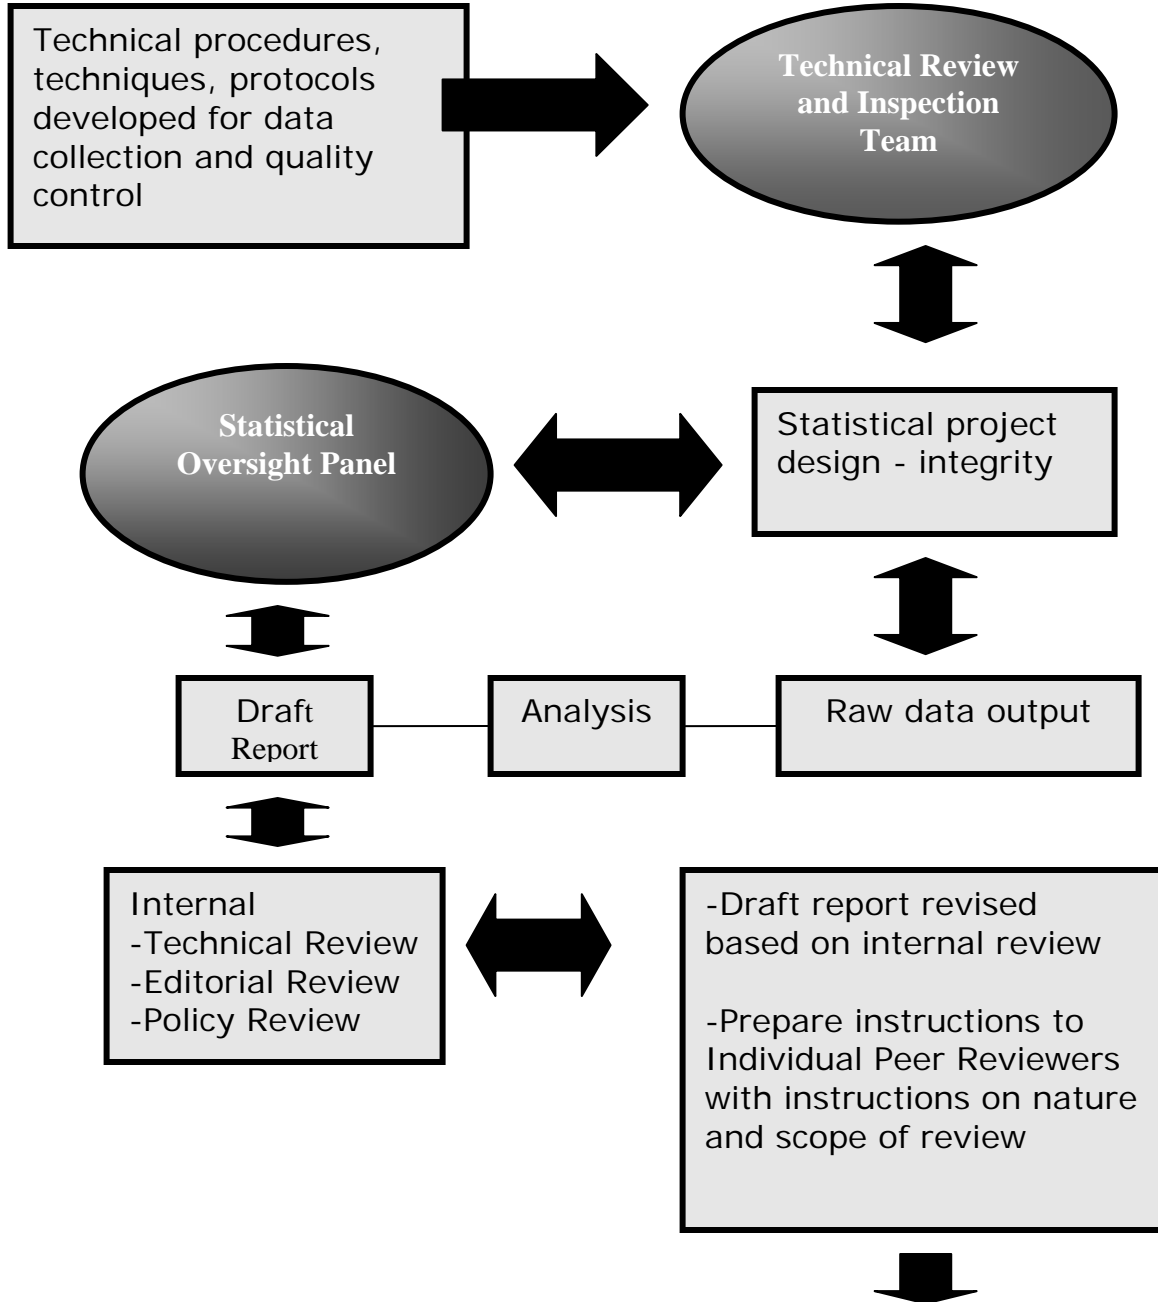 Technical procedures,
techniques, protocols
developed for data
collection and quality
control
Technical Review
and Inspection
Team
Statistical
Oversight Panel
Statistical project
design - integrity
Draft
Report
Analysis
Raw data output
Internal
-Technical Review
-Editorial Review
-Policy Review
-Draft report revised
based on internal review
-Prepare instructions to
Individual Peer Reviewers
with instructions on nature
and scope of review